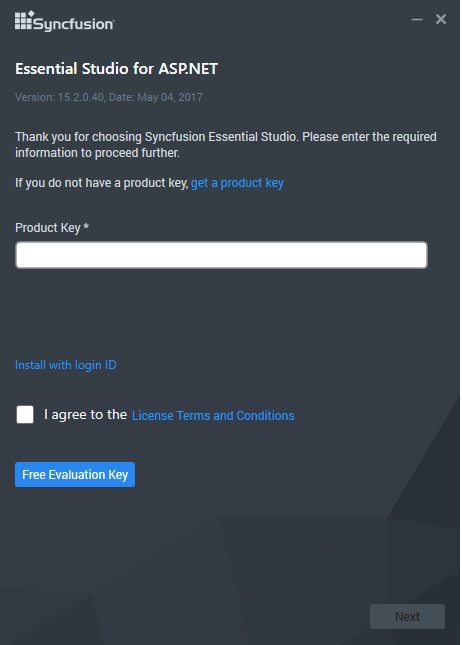 Syncfusion
Essential Studio for ASP.NET
Version: 15.2.0.40, Date: May 04, 2017
Thank you for choosing Syncfusion Essential Studio. Please enter the required
information to proceed further.
If you do not have a product key, get a product key
Product Key *
Install with login ID
I agree to the License Terms and Conditions
Free Evaluation Key
Next